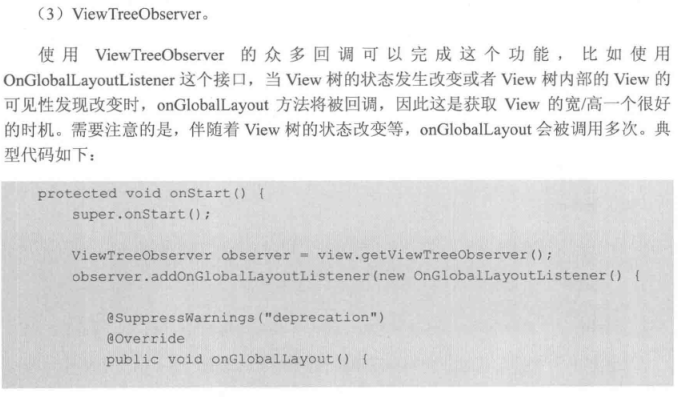 （3）ViewTreeObserver。
使用 ViewTreeObserver 的众多回调可以完成这个功能，比如使用
OnGlobalLayoutListener 这个接口，当 View 树的状态发生改变或者 View 树内部的 View 的
可见性发现改变时，onGlobalLayout 方法将被回调，因此这是获取 View 的宽/高一个很好
的时机。需要注意的是，伴随着 View 树的状态改变等，onGlobalLayout 会被调用多次。典
型代码如下：
protected void onStart() {
super.onStart();
ViewTreeObserver observer = view.getViewTreeObserver();
observer.addOnGlobalLayoutListener(new OnGlobalLayoutListener() {
@SuppressWarnings("deprecation")
@Override
public void onGlobalLayout() {